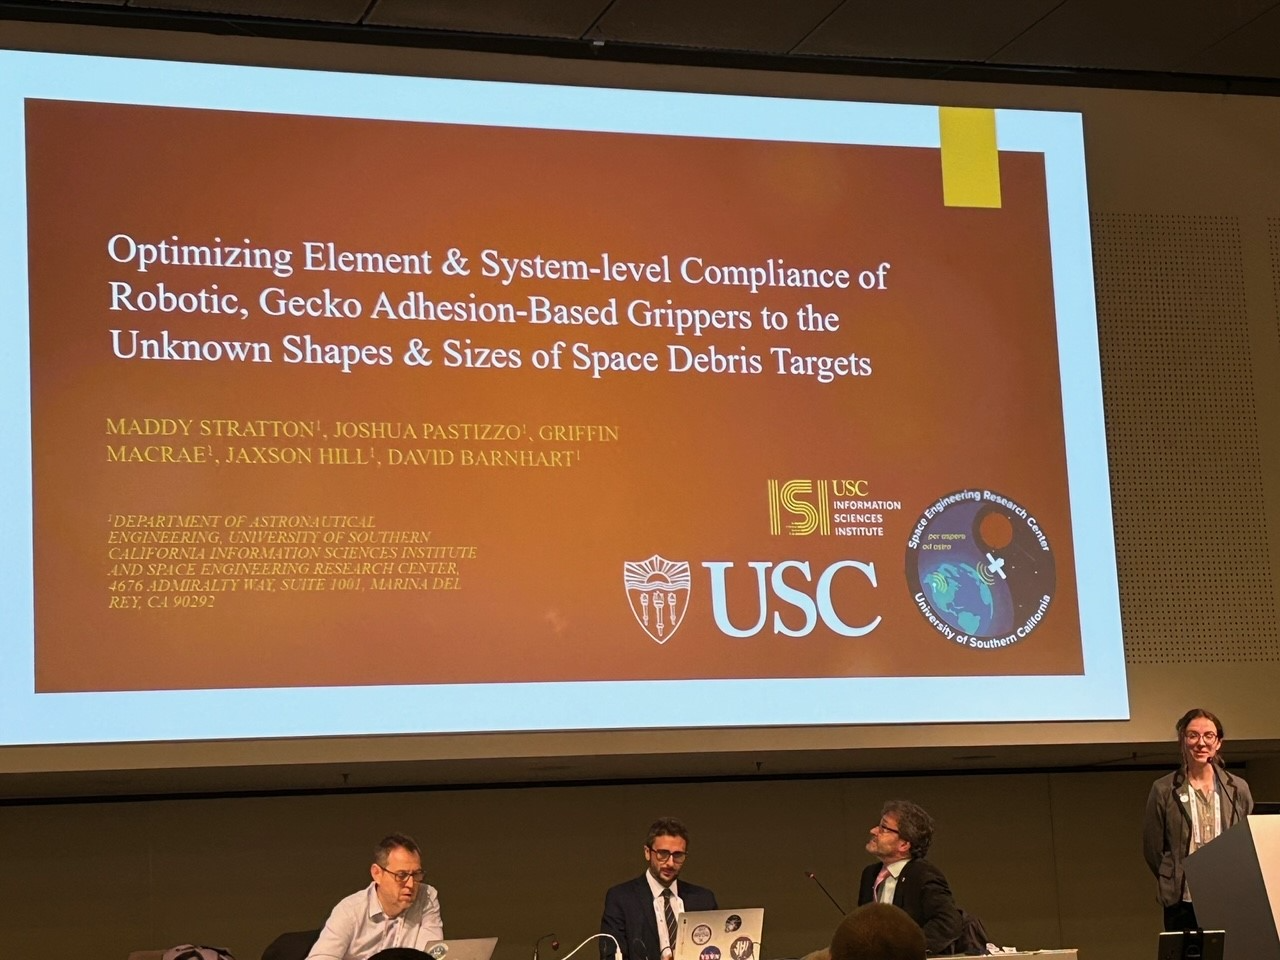 Optimizing Element & System-level Compliance of
Robotic, Gecko Adhesion-Based Grippers to the
Unknown Shapes & Sizes of Space Debris Targets
MADDY STRATTON¹, JOSHUA PASTIZZO¹, GRIFFIN
MACRAE¹, JAXSON HILL¹, DAVID BARNHART¹
¹DEPARTMENT OF ASTRONAUTICAL
ENGINEERING, UNIVERSITY OF SOUTHERN
CALIFORNIA INFORMATION SCIENCES INSTITUTE
AND SPACE ENGINEERING RESEARCH CENTER,
4676 ADMIRALTY WAY, SUITE 1001, MARINA DEL
REY, CA 90292
ISI USC
INFORMATION
SCIENCES
INSTITUTE
USC
Space Engineering Research Center
per aspera
ad astra
University of Southern California